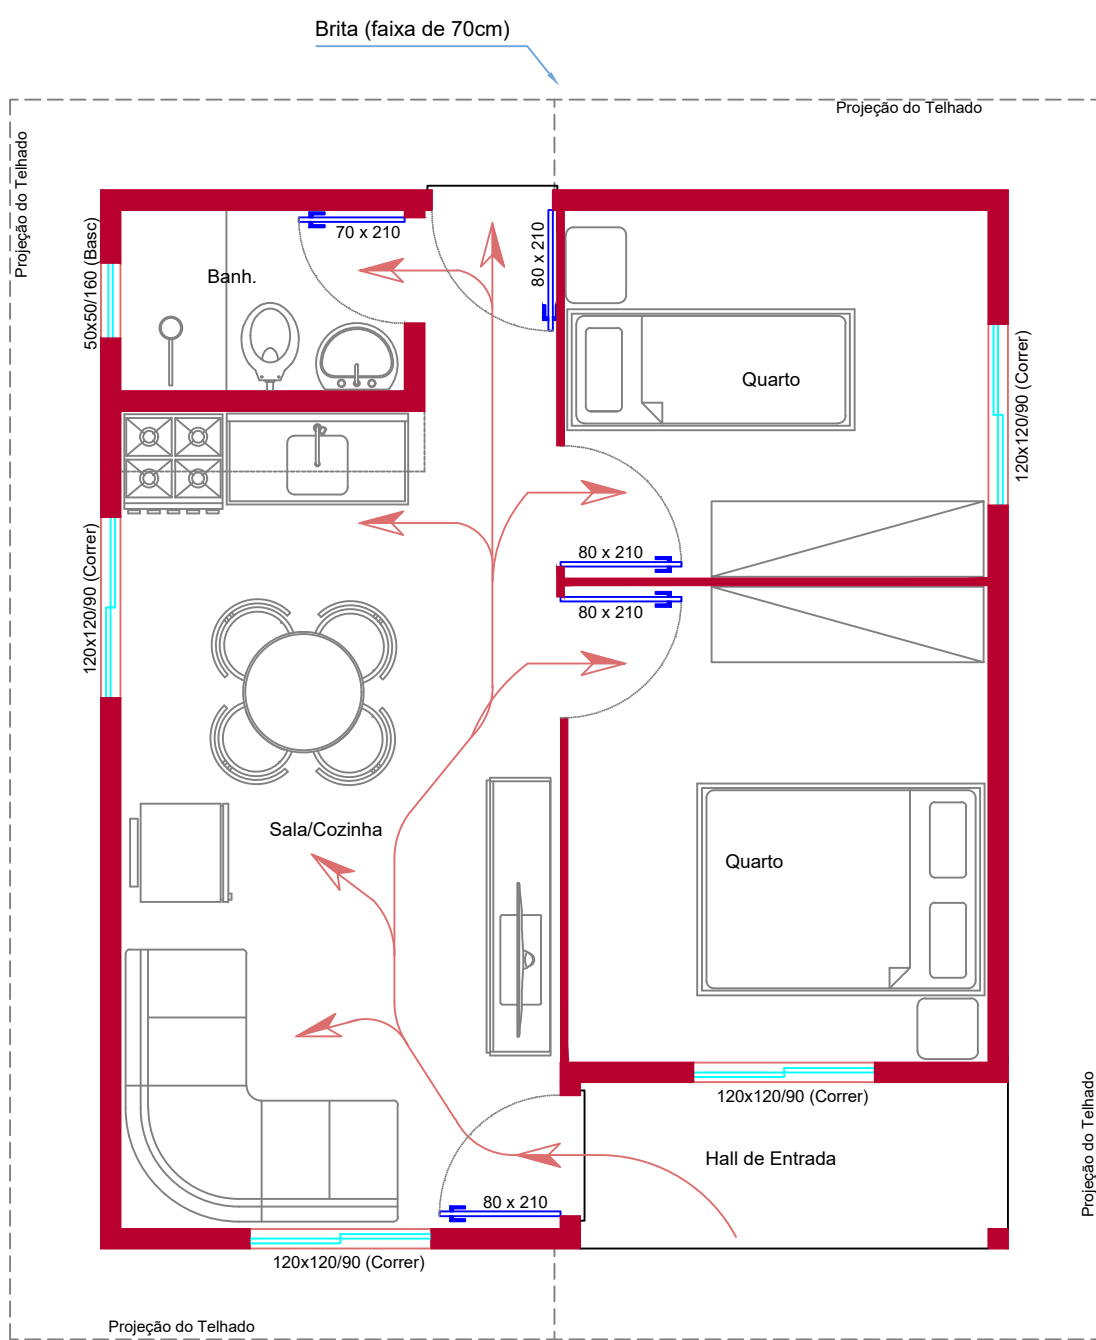 Brita (faixa de 70cm)
Projeção do Telhado
Projeção do Telhado
70 x 210
80 x 210
50x50/160 (Basc)
Banh.
Quarto
120x120/90 (Correr)
80 x 210
120x120/90 (Correr)
80 x 210
Sala/Cozinha
Quarto
120x120/90 (Correr)
Projeção do Telhado
Hall de Entrada
80 x 210
120x120/90 (Correr)
Projeção do Telhado